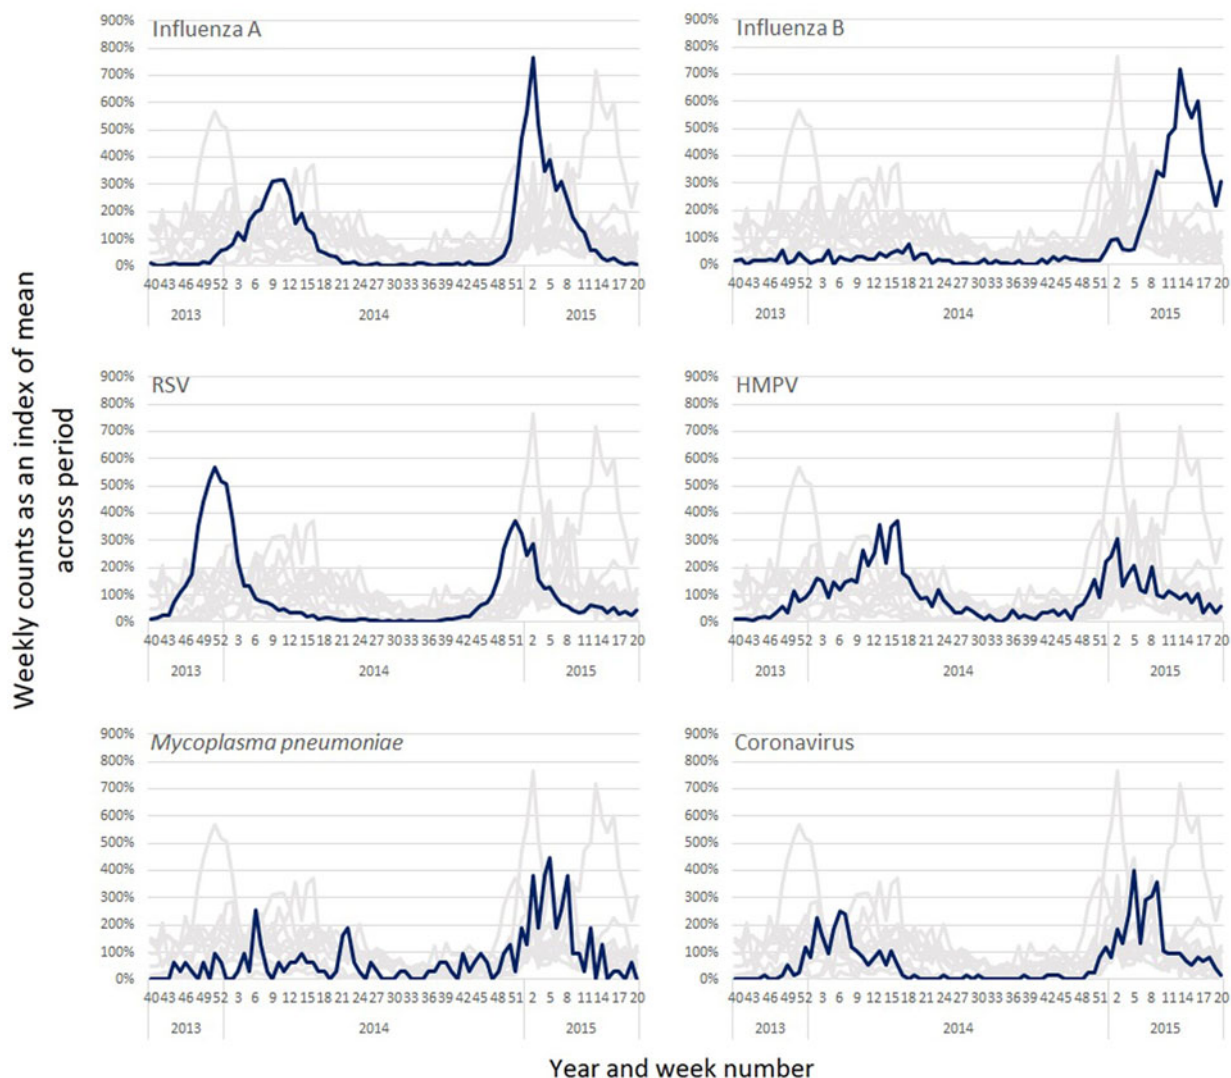 Weekly counts as an index of mean
across period
Influenza A
900%
800%
700%
600%
500%
400%
300%
200%
100%
0%
40 43 46 49 52 3 6 9 12 15 18 21 24 27 30 33 36 39 42 45 48 51 2 5 8 11 14 17 20
2013 2014 2015
Influenza B
900%
800%
700%
600%
500%
400%
300%
200%
100%
0%
40 43 46 49 52 3 6 9 12 15 18 21 24 27 30 33 36 39 42 45 48 51 2 5 8 11 14 17 20
2013 2014 2015
RSV
900%
800%
700%
600%
500%
400%
300%
200%
100%
0%
40 43 46 49 52 3 6 9 12 15 18 21 24 27 30 33 36 39 42 45 48 51 2 5 8 11 14 17 20
2013 2014 2015
HMPV
900%
800%
700%
600%
500%
400%
300%
200%
100%
0%
40 43 46 49 52 3 6 9 12 15 18 21 24 27 30 33 36 39 42 45 48 51 2 5 8 11 14 17 20
2013 2014 2015
Mycoplasma pneumoniae
900%
800%
700%
600%
500%
400%
300%
200%
100%
0%
40 43 46 49 52 3 6 9 12 15 18 21 24 27 30 33 36 39 42 45 48 51 2 5 8 11 14 17 20
2013 2014 2015
Coronavirus
900%
800%
700%
600%
500%
400%
300%
200%
100%
0%
40 43 46 49 52 3 6 9 12 15 18 21 24 27 30 33 36 39 42 45 48 51 2 5 8 11 14 17 20
2013 2014 2015
Year and week number